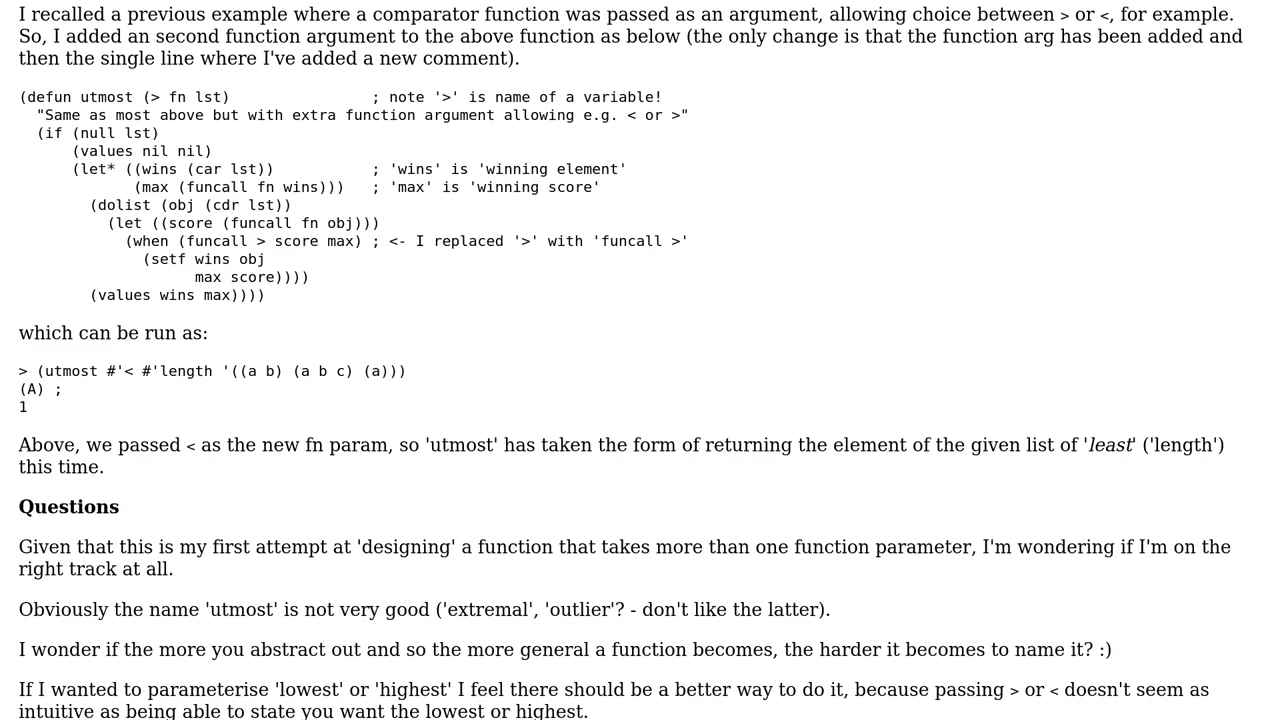 I recalled a previous example where a comparator function was passed as an argument, allowing choice between > or <, for example.
So, I added an second function argument to the above function as below (the only change is that the function arg has been added and
then the single line where I've added a new comment).
(defun utmost (> fn lst)                ; note '>' is name of a variable!
  "Same as most above but with extra function argument allowing e.g. < or >"
  (if (null lst)
      (values nil nil)
      (let* ((wins (car lst))           ; 'wins' is 'winning element'
             (max (funcall fn wins)))   ; 'max' is 'winning score'
        (dolist (obj (cdr lst))
          (let ((score (funcall fn obj)))
            (when (funcall > score max) ; <- I replaced '>' with 'funcall >'
              (setf wins obj
                    max score))))
        (values wins max))))
which can be run as:
> (utmost #'< #'length '((a b) (a b c) (a)))
(A) ;
1
Above, we passed < as the new fn param, so 'utmost' has taken the form of returning the element of the given list of 'least' ('length')
this time.
Questions
Given that this is my first attempt at 'designing' a function that takes more than one function parameter, I'm wondering if I'm on the
right track at all.
Obviously the name 'utmost' is not very good ('extremal', 'outlier'? - don't like the latter).
I wonder if the more you abstract out and so the more general a function becomes, the harder it becomes to name it? :)
If I wanted to parameterise 'lowest' or 'highest' I feel there should be a better way to do it, because passing > or < doesn't seem as
intuitive as being able to state you want the lowest or highest.